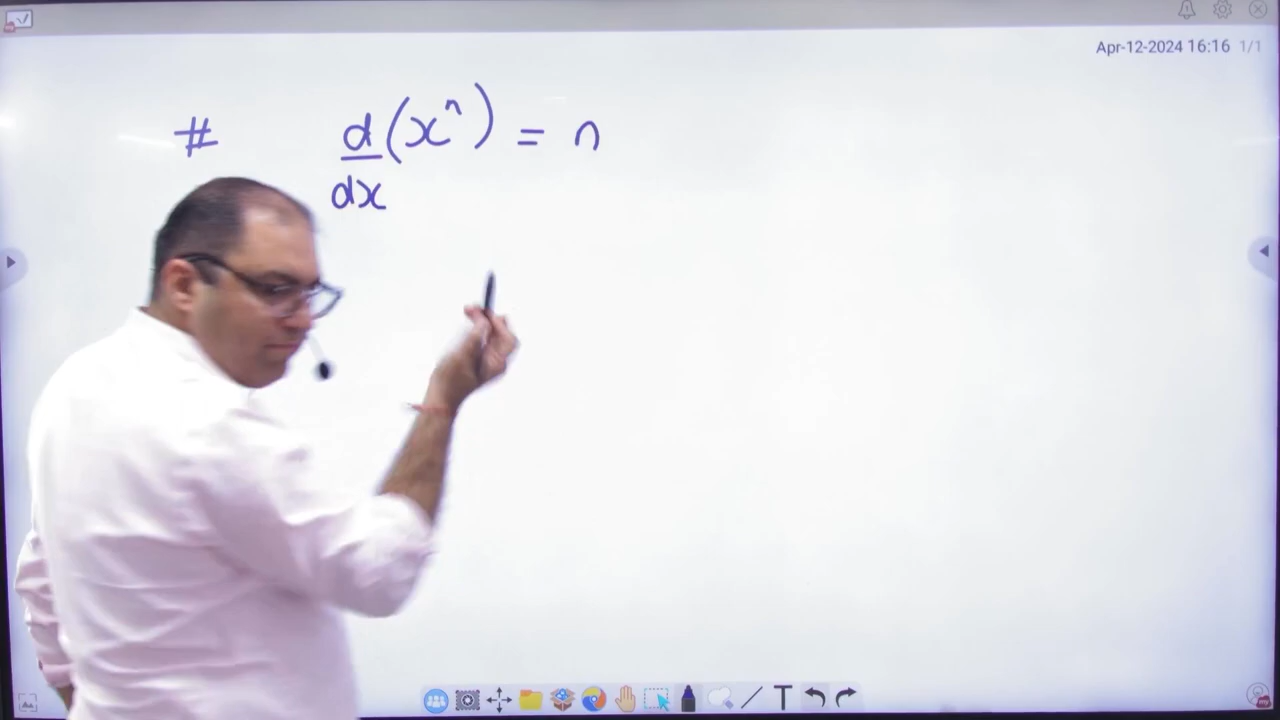 Apr-12-2024 16:16 1/1
# d/dx (xⁿ) = n
T